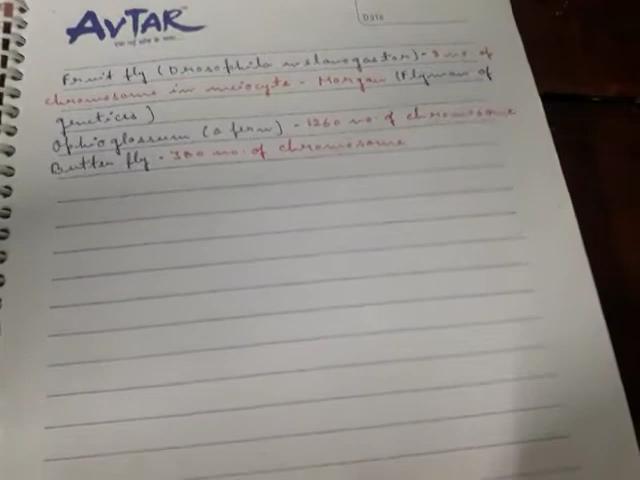 AVTAR
Date
Fruit fly (Drosophila melanogaster) - 8 no. of
chromosome in meiocyte - Morgan (Flyman of
genetics)
Ophioglossum (a fern) - 1260 no. of chromosome
Butter fly - 380 no. of chromosome